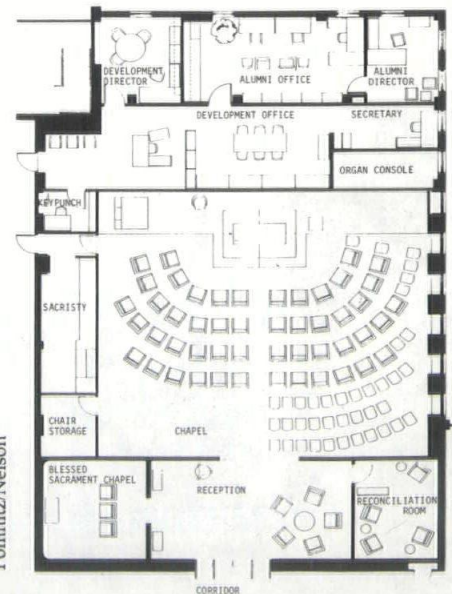 DEVELOPMENT
DIRECTOR
ALUMNI OFFICE
ALUMNI
DIRECTOR
DEVELOPMENT OFFICE
SECRETARY
ORGAN CONSOLE
KEYPUNCH
SACRISTY
CHAIR
STORAGE
CHAPEL
BLESSED
SACRAMENT CHAPEL
RECEPTION
RECONCILIATION
ROOM
CORRIDOR